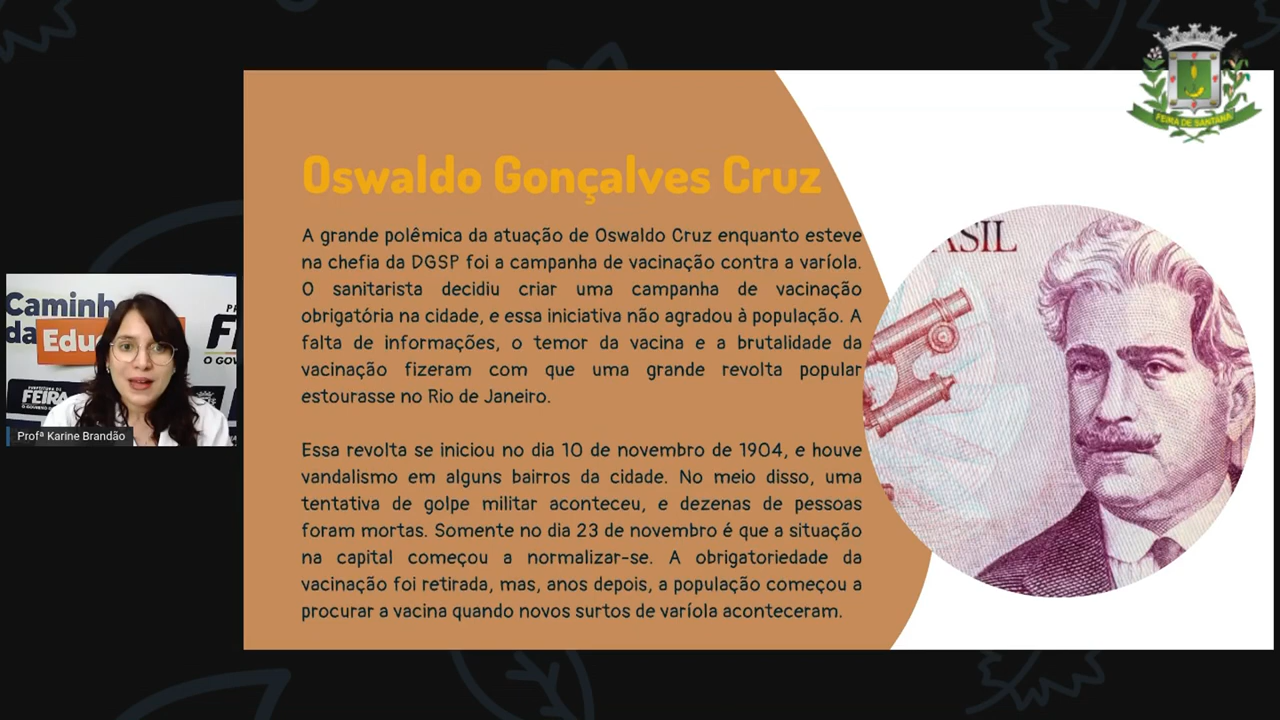 FEIRA DE SANTANA
Oswaldo Gonçalves Cruz
A grande polêmica da atuação de Oswaldo Cruz enquanto esteve
na chefia da DGSP foi a campanha de vacinação contra a varíola.
O sanitarista decidiu criar uma campanha de vacinação
obrigatória na cidade, e essa iniciativa não agradou à população. A
falta de informações, o temor da vacina e a brutalidade da
vacinação fizeram com que uma grande revolta popular
estourasse no Rio de Janeiro.
Essa revolta se iniciou no dia 10 de novembro de 1904, e houve
vandalismo em alguns bairros da cidade. No meio disso, uma
tentativa de golpe militar aconteceu, e dezenas de pessoas
foram mortas. Somente no dia 23 de novembro é que a situação
na capital começou a normalizar-se. A obrigatoriedade da
vacinação foi retirada, mas, anos depois, a população começou a
procurar a vacina quando novos surtos de varíola aconteceram.
ASIL
Caminho
da
Edu
PR
F
O GOV
FEIRA
Profª Karine Brandão